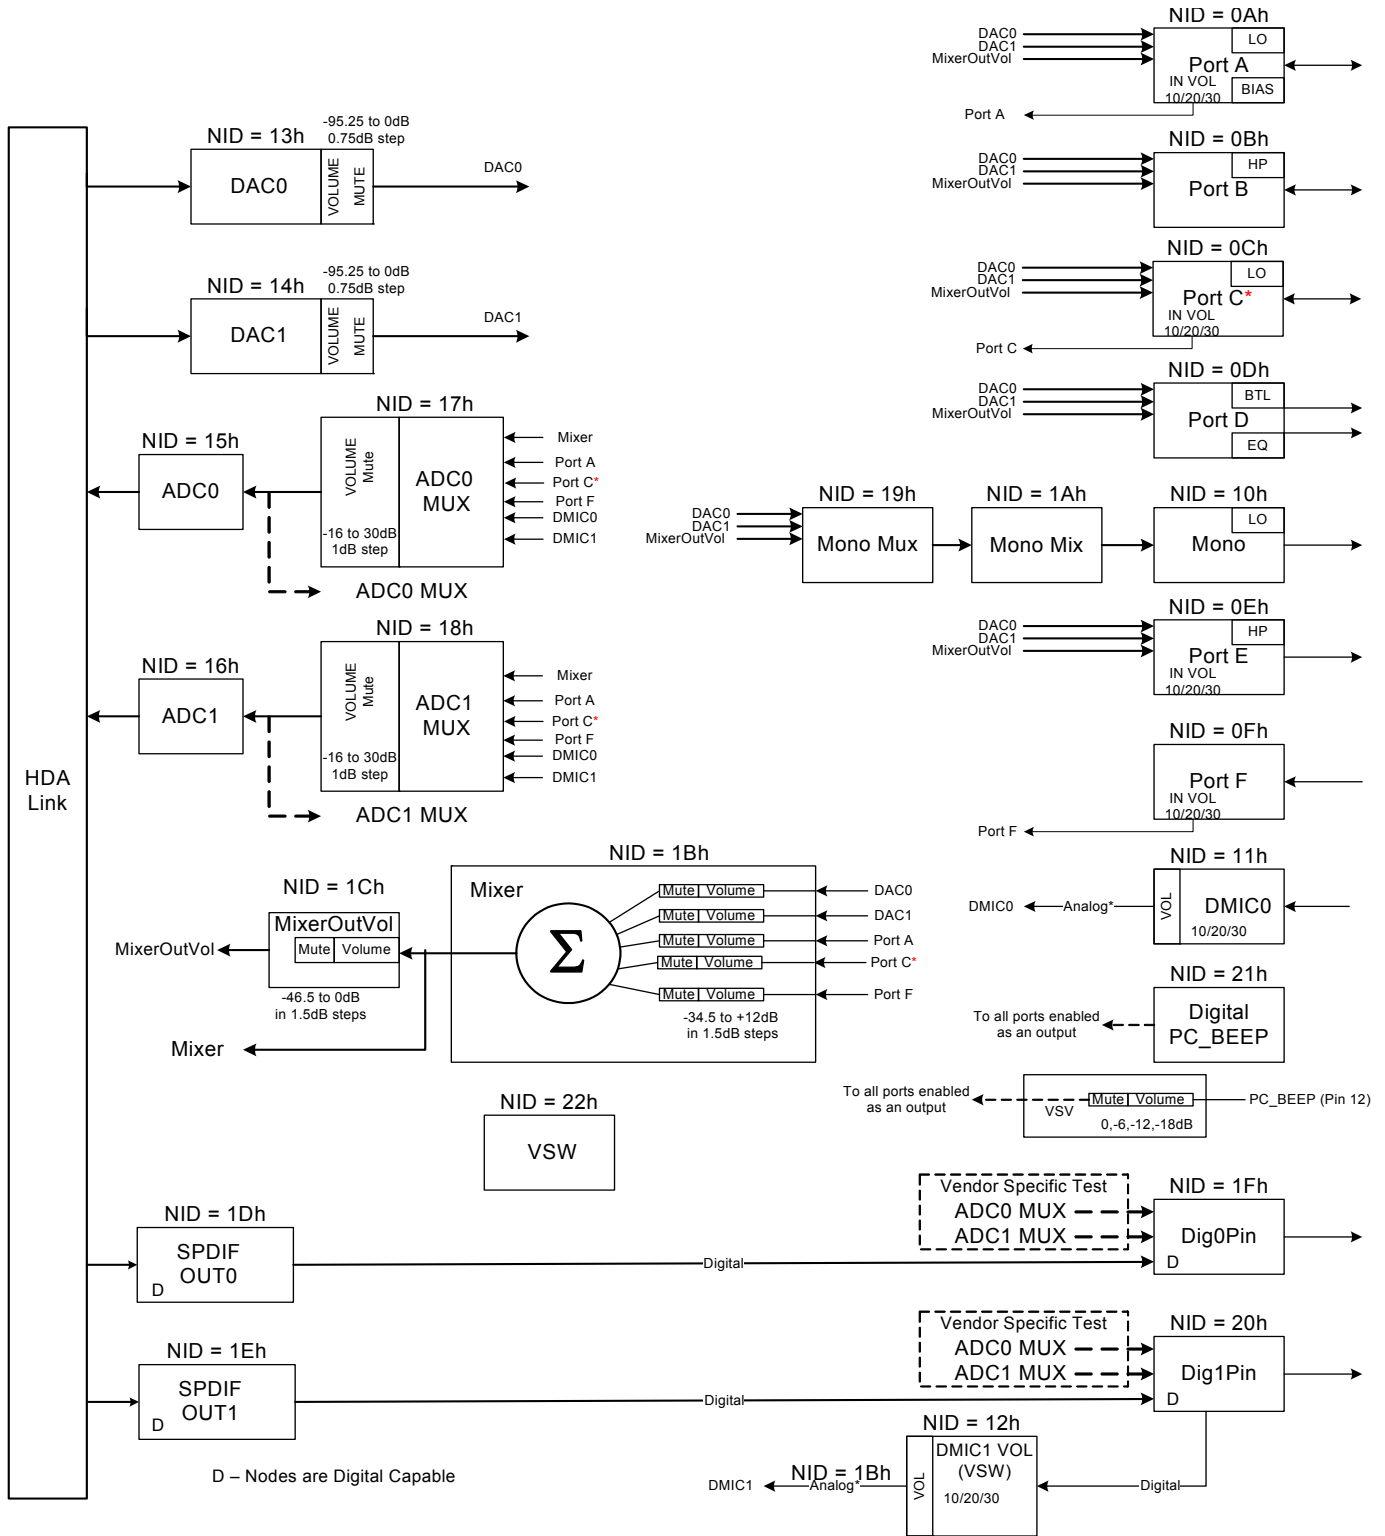 NID = 0Ah
DAC0
DAC1
MixerOutVol
LO
Port A
IN VOL
10/20/30
BIAS
Port A
NID = 13h
-95.25 to 0dB
0.75dB step
DAC0
VOLUME
MUTE
DAC0
NID = 0Bh
DAC0
DAC1
MixerOutVol
HP
Port B
NID = 14h
-95.25 to 0dB
0.75dB step
DAC1
VOLUME
MUTE
DAC1
NID = 0Ch
DAC0
DAC1
MixerOutVol
LO
Port C*
IN VOL
10/20/30
Port C
NID = 0Dh
DAC0
DAC1
MixerOutVol
BTL
Port D
EQ
NID = 17h
NID = 15h
ADC0
VOLUME
Mute
-16 to 30dB
1dB step
ADC0
MUX
Mixer
Port A
Port C*
Port F
DMIC0
DMIC1
ADC0 MUX
NID = 19h
DAC0
DAC1
MixerOutVol
Mono Mux
NID = 1Ah
Mono Mix
NID = 10h
LO
Mono
NID = 18h
NID = 16h
ADC1
VOLUME
Mute
-16 to 30dB
1dB step
ADC1
MUX
Mixer
Port A
Port C*
Port F
DMIC0
DMIC1
ADC1 MUX
NID = 0Eh
DAC0
DAC1
MixerOutVol
HP
Port E
IN VOL
10/20/30
HDA
Link
NID = 0Fh
Port F
IN VOL
10/20/30
Port F
NID = 1Bh
Mixer
Σ
Mute Volume
DAC0
Mute Volume
DAC1
Mute Volume
Port A
Mute Volume
Port C*
Mute Volume
Port F
-34.5 to +12dB
in 1.5dB steps
NID = 1Ch
MixerOutVol
Mute Volume
MixerOutVol
-46.5 to 0dB
in 1.5dB steps
Mixer
NID = 11h
DMIC0
Analog*
VOL
DMIC0
10/20/30
NID = 21h
Digital
PC_BEEP
To all ports enabled
as an output
To all ports enabled
as an output
VSV
Mute Volume
0,-6,-12,-18dB
PC_BEEP (Pin 12)
NID = 22h
VSW
NID = 1Dh
SPDIF
OUT0
D
Digital
Vendor Specific Test
ADC0 MUX
ADC1 MUX
NID = 1Fh
Dig0Pin
D
NID = 1Eh
SPDIF
OUT1
D
Digital
Vendor Specific Test
ADC0 MUX
ADC1 MUX
NID = 20h
Dig1Pin
D
NID = 12h
DMIC1 VOL
(VSW)
10/20/30
VOL
NID = 1Bh
DMIC1
Analog*
Digital
D – Nodes are Digital Capable